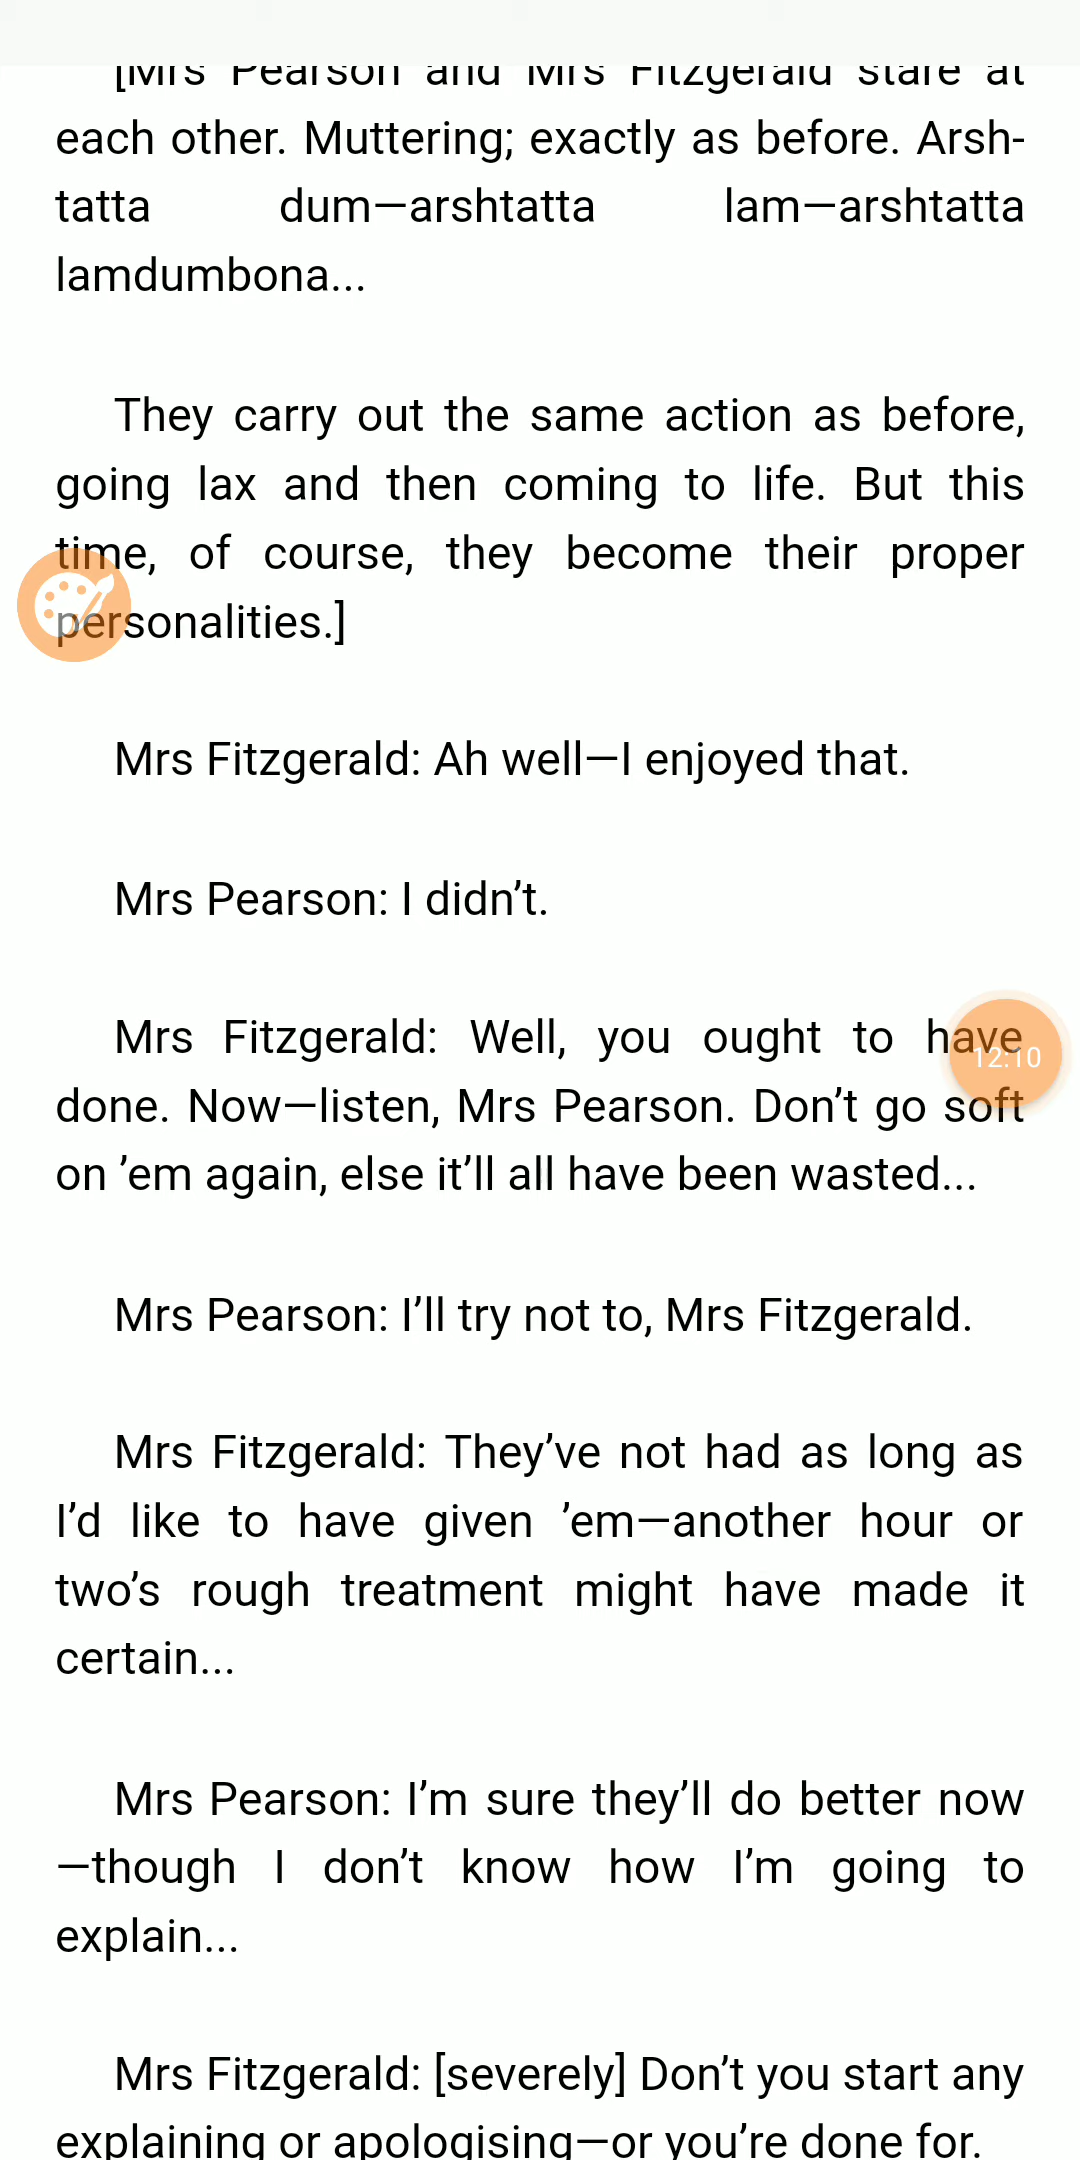 [Mrs Pearson and Mrs Fitzgerald stare at
each other. Muttering; exactly as before. Arsh-
tatta dum—arshtatta lam—arshtatta
lamdumbona...
They carry out the same action as before,
going lax and then coming to life. But this
time, of course, they become their proper
personalities.]
Mrs Fitzgerald: Ah well—I enjoyed that.
Mrs Pearson: I didn’t.
Mrs Fitzgerald: Well, you ought to have
12:10
done. Now—listen, Mrs Pearson. Don’t go soft
on ’em again, else it’ll all have been wasted...
Mrs Pearson: I’ll try not to, Mrs Fitzgerald.
Mrs Fitzgerald: They’ve not had as long as
I’d like to have given ’em—another hour or
two’s rough treatment might have made it
certain...
Mrs Pearson: I’m sure they’ll do better now
—though I don’t know how I’m going to
explain...
Mrs Fitzgerald: [severely] Don’t you start any
explaining or apologising—or you’re done for.